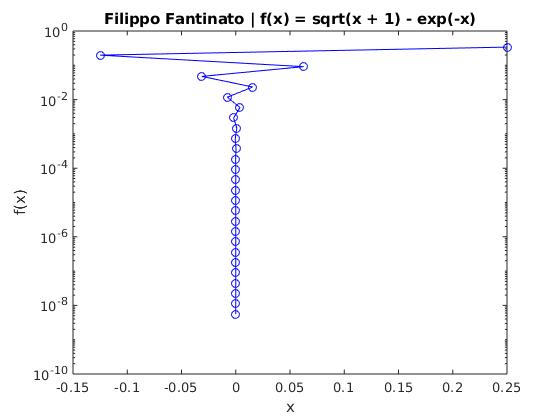 Filippo Fantinato | f(x) = sqrt(x + 1) - exp(-x)
10^0
10^-2
10^-4
10^-6
10^-8
10^-10
f(x)
-0.15 -0.1 -0.05 0 0.05 0.1 0.15 0.2 0.25
x